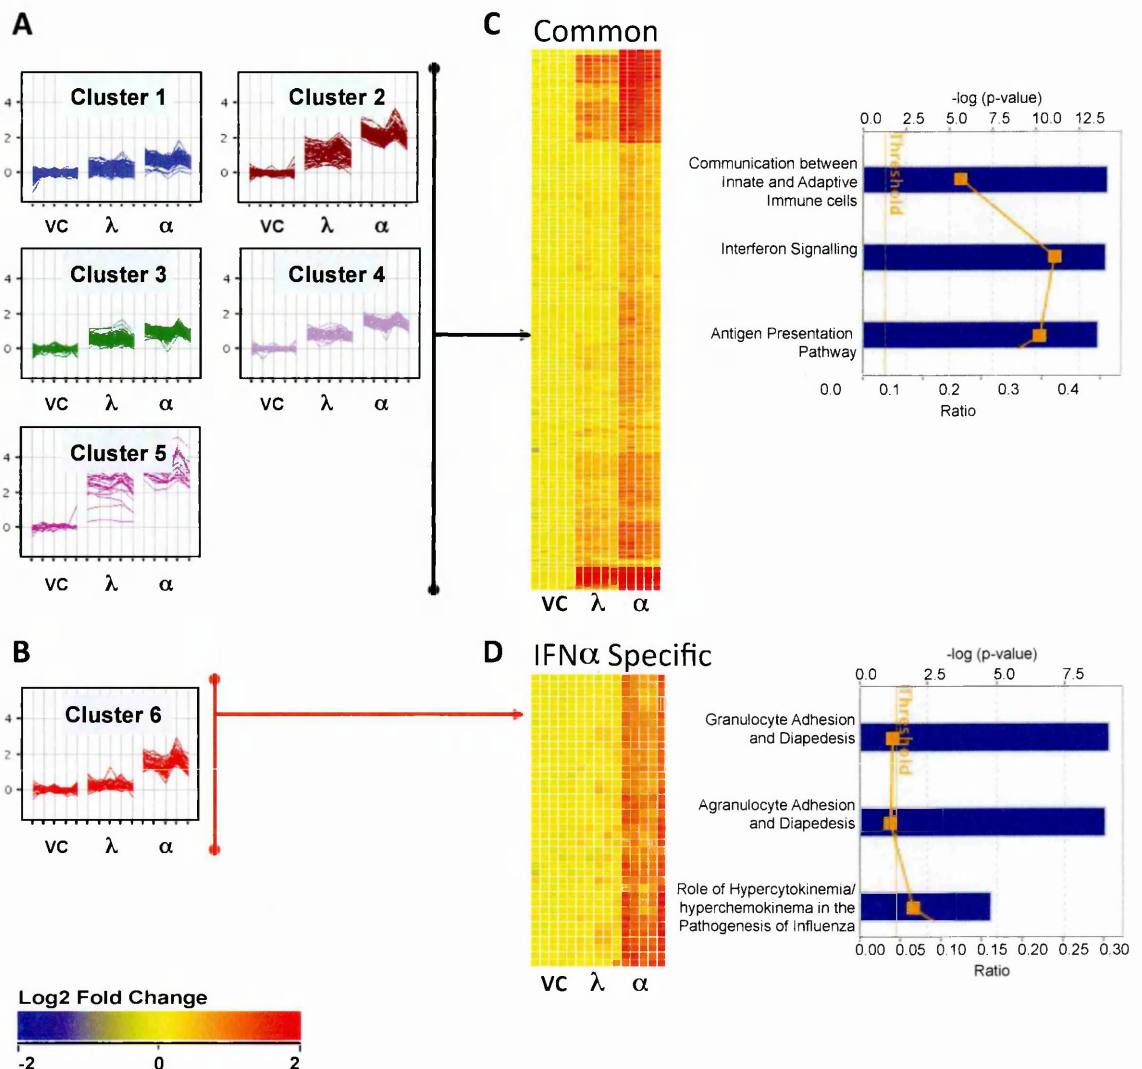 A
Cluster 1
4
2
0
VC λ α
Cluster 2
VC λ α
Cluster 3
4
2
0
VC λ α
Cluster 4
VC λ α
Cluster 5
4
2
0
VC λ α
B
Cluster 6
4
2
0
VC λ α
C
Common
VC λ α
-log (p-value)
0.0 2.5 5.0 7.5 10.0 12.5
Threshold
Communication between
Innate and Adaptive
Immune cells
Interferon Signalling
Antigen Presentation
Pathway
0.0 0.1 0.2 0.3 0.4
Ratio
D
IFNα Specific
VC λ α
-log (p-value)
0.0 2.5 5.0 7.5
Threshold
Granulocyte Adhesion
and Diapedesis
Agranulocyte Adhesion
and Diapedesis
Role of Hypercytokinemia/
hyperchemokinema in the
Pathogenesis of Influenza
0.00 0.05 0.10 0.15 0.20 0.25 0.30
Ratio
Log2 Fold Change
-2 0 2